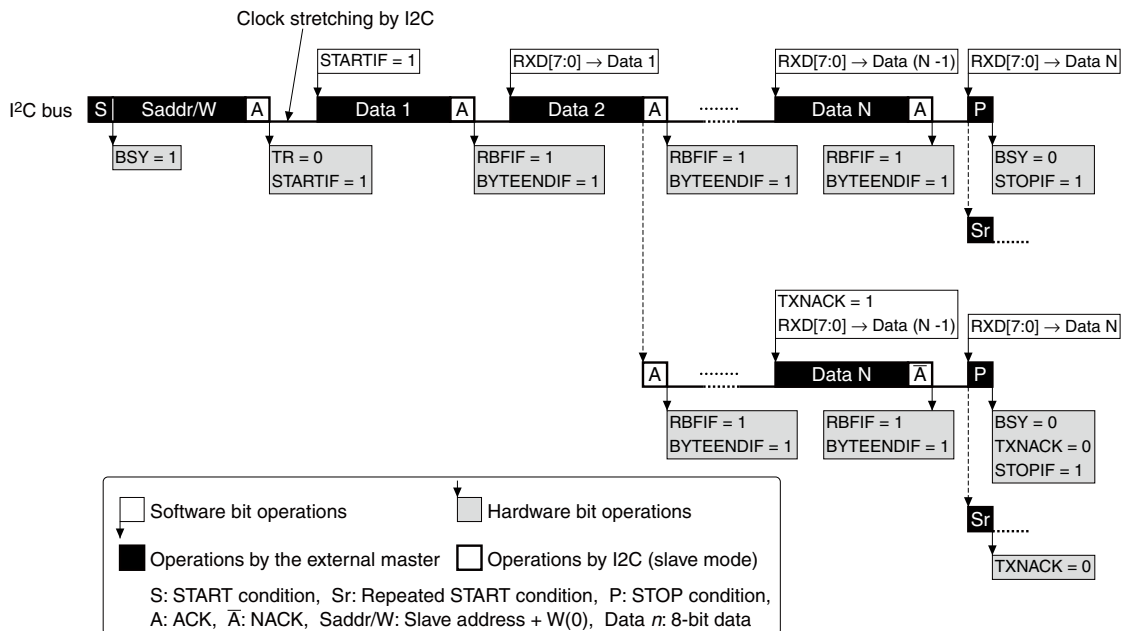 Clock stretching by I2C
STARTIF = 1
RXD[7:0] → Data 1
RXD[7:0] → Data (N -1)
RXD[7:0] → Data N
I²C bus
S
Saddr/W
A
Data 1
A
Data 2
A
Data N
A
P
BSY = 1
TR = 0
STARTIF = 1
RBFIF = 1
BYTEENDIF = 1
RBFIF = 1
BYTEENDIF = 1
RBFIF = 1
BYTEENDIF = 1
BSY = 0
STOPIF = 1
Sr
TXNACK = 1
RXD[7:0] → Data (N -1)
RXD[7:0] → Data N
A
Data N
A̅
P
RBFIF = 1
BYTEENDIF = 1
RBFIF = 1
BYTEENDIF = 1
BSY = 0
TXNACK = 0
STOPIF = 1
Sr
TXNACK = 0
Software bit operations
Hardware bit operations
Operations by the external master
Operations by I2C (slave mode)
S: START condition, Sr: Repeated START condition, P: STOP condition,
A: ACK, A̅: NACK, Saddr/W: Slave address + W(0), Data n: 8-bit data